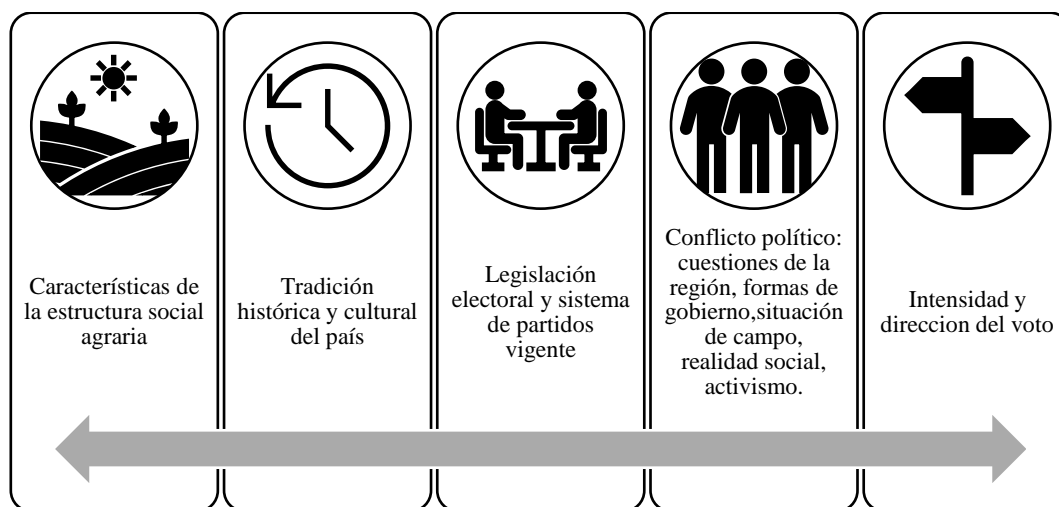 Características de
la estructura social
agraria
Tradición
histórica y cultural
del país
Legislación
electoral y sistema
de partidos
vigente
Conflicto político:
cuestiones de la
región, formas de
gobierno,situación
de campo,
realidad social,
activismo.
Intensidad y
direccion del voto